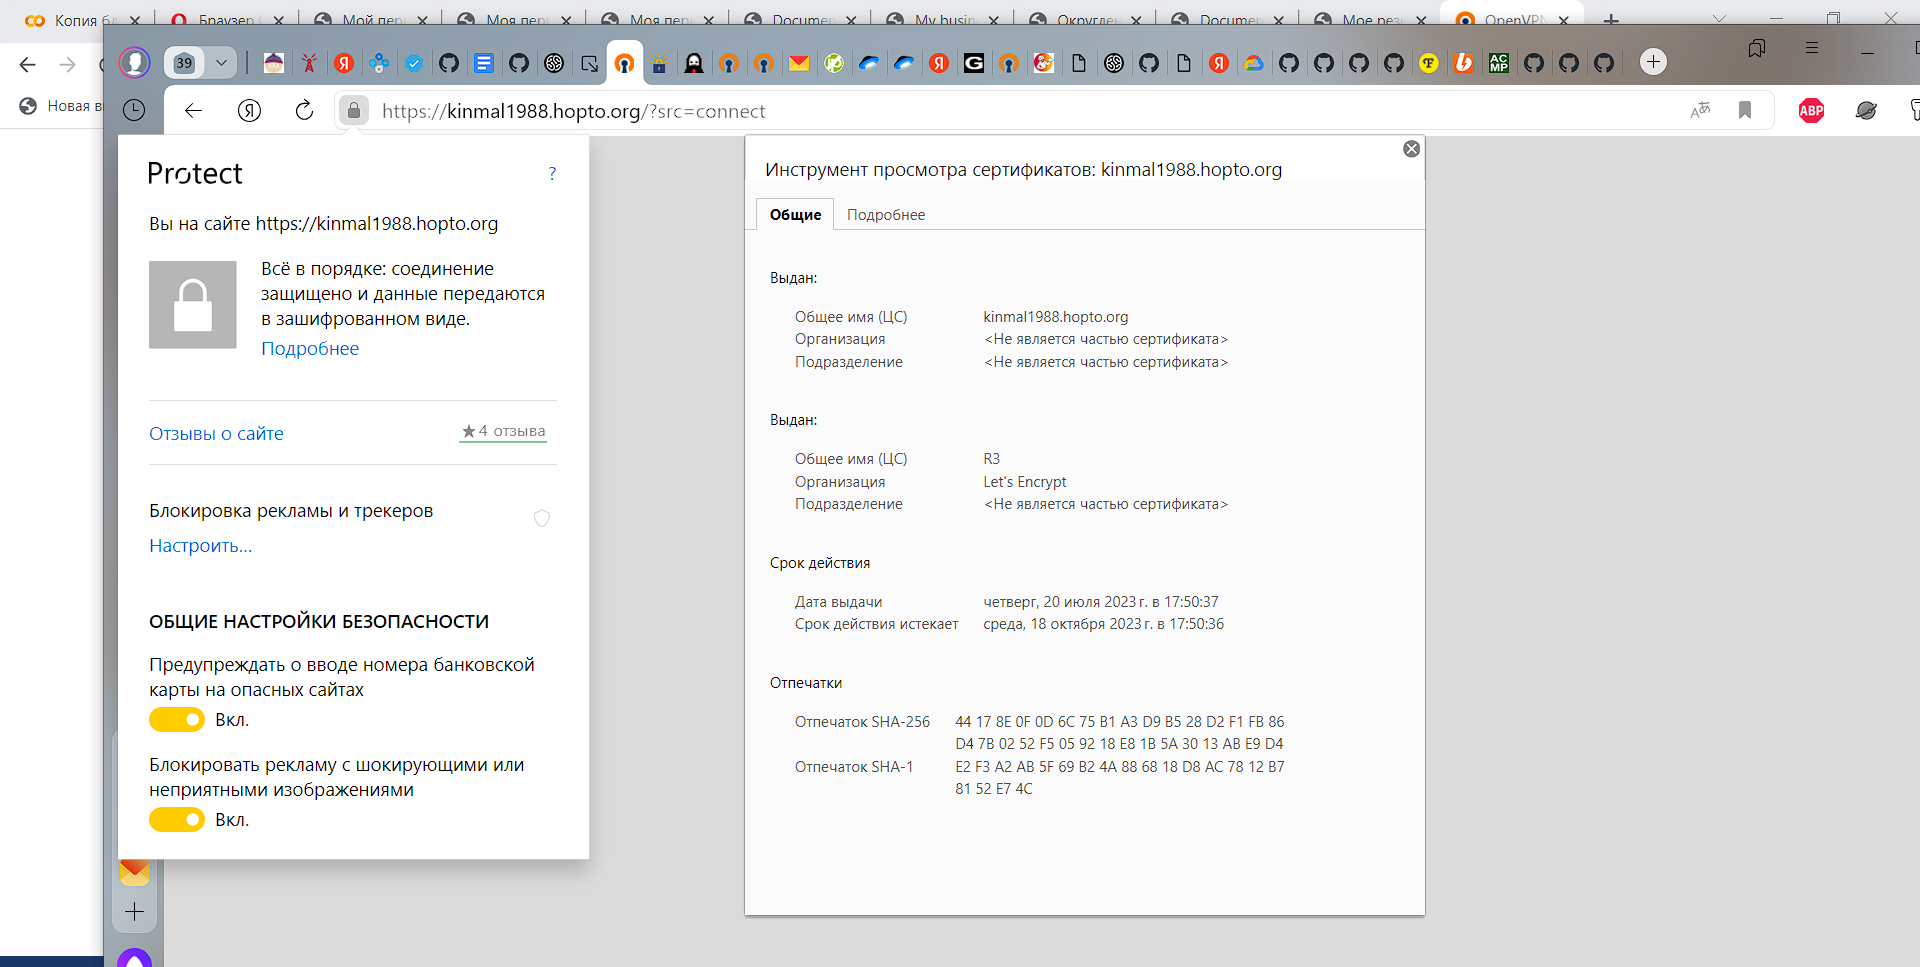 Копия б
Браузер
Мой пер
Моя пер
Моя пер
Documer
My busin
Округле
Documer
Мое рез
OpenVPN
39
Новая в
https://kinmal1988.hopto.org/?src=connect
ABP
Protect
?
Вы на сайте https://kinmal1988.hopto.org
Всё в порядке: соединение
защищено и данные передаются
в зашифрованном виде.
Подробнее
Отзывы о сайте
★4 отзыва
Блокировка рекламы и трекеров
Настроить...
ОБЩИЕ НАСТРОЙКИ БЕЗОПАСНОСТИ
Предупреждать о вводе номера банковской
карты на опасных сайтах
Вкл.
Блокировать рекламу с шокирующими или
неприятными изображениями
Вкл.
Инструмент просмотра сертификатов: kinmal1988.hopto.org
Общие Подробнее
Выдан:
Общее имя (ЦС) kinmal1988.hopto.org
Организация <Не является частью сертификата>
Подразделение <Не является частью сертификата>
Выдан:
Общее имя (ЦС) R3
Организация Let's Encrypt
Подразделение <Не является частью сертификата>
Срок действия
Дата выдачи четверг, 20 июля 2023 г. в 17:50:37
Срок действия истекает среда, 18 октября 2023 г. в 17:50:36
Отпечатки
Отпечаток SHA-256 44 17 8E 0F 0D 6C 75 B1 A3 D9 B5 28 D2 F1 FB 86
D4 7B 02 52 F5 05 92 18 E8 1B 5A 30 13 AB E9 D4
Отпечаток SHA-1 E2 F3 A2 AB 5F 69 B2 4A 88 68 18 D8 AC 78 12 B7
81 52 E7 4C